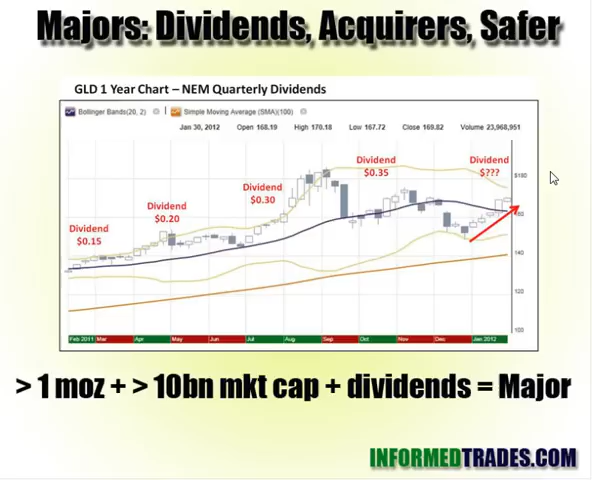 Majors: Dividends, Acquirers, Safer
GLD 1 Year Chart – NEM Quarterly Dividends
Bollinger Bands(20, 2) | Simple Moving Average (SMA)(100)
Jan 30, 2012 Open 168.19 High 170.18 Low 167.72 Close 169.82 Volume 23,968,951
Dividend
$0.15
Dividend
$0.20
Dividend
$0.30
Dividend
$0.35
Dividend
$???
$180
160
140
120
100
Feb 2011 Mar Apr May Jun Jul Aug Sep Oct Nov Dec Jan 2012
> 1 moz + > 10bn mkt cap + dividends = Major
INFORMEDTRADES.COM